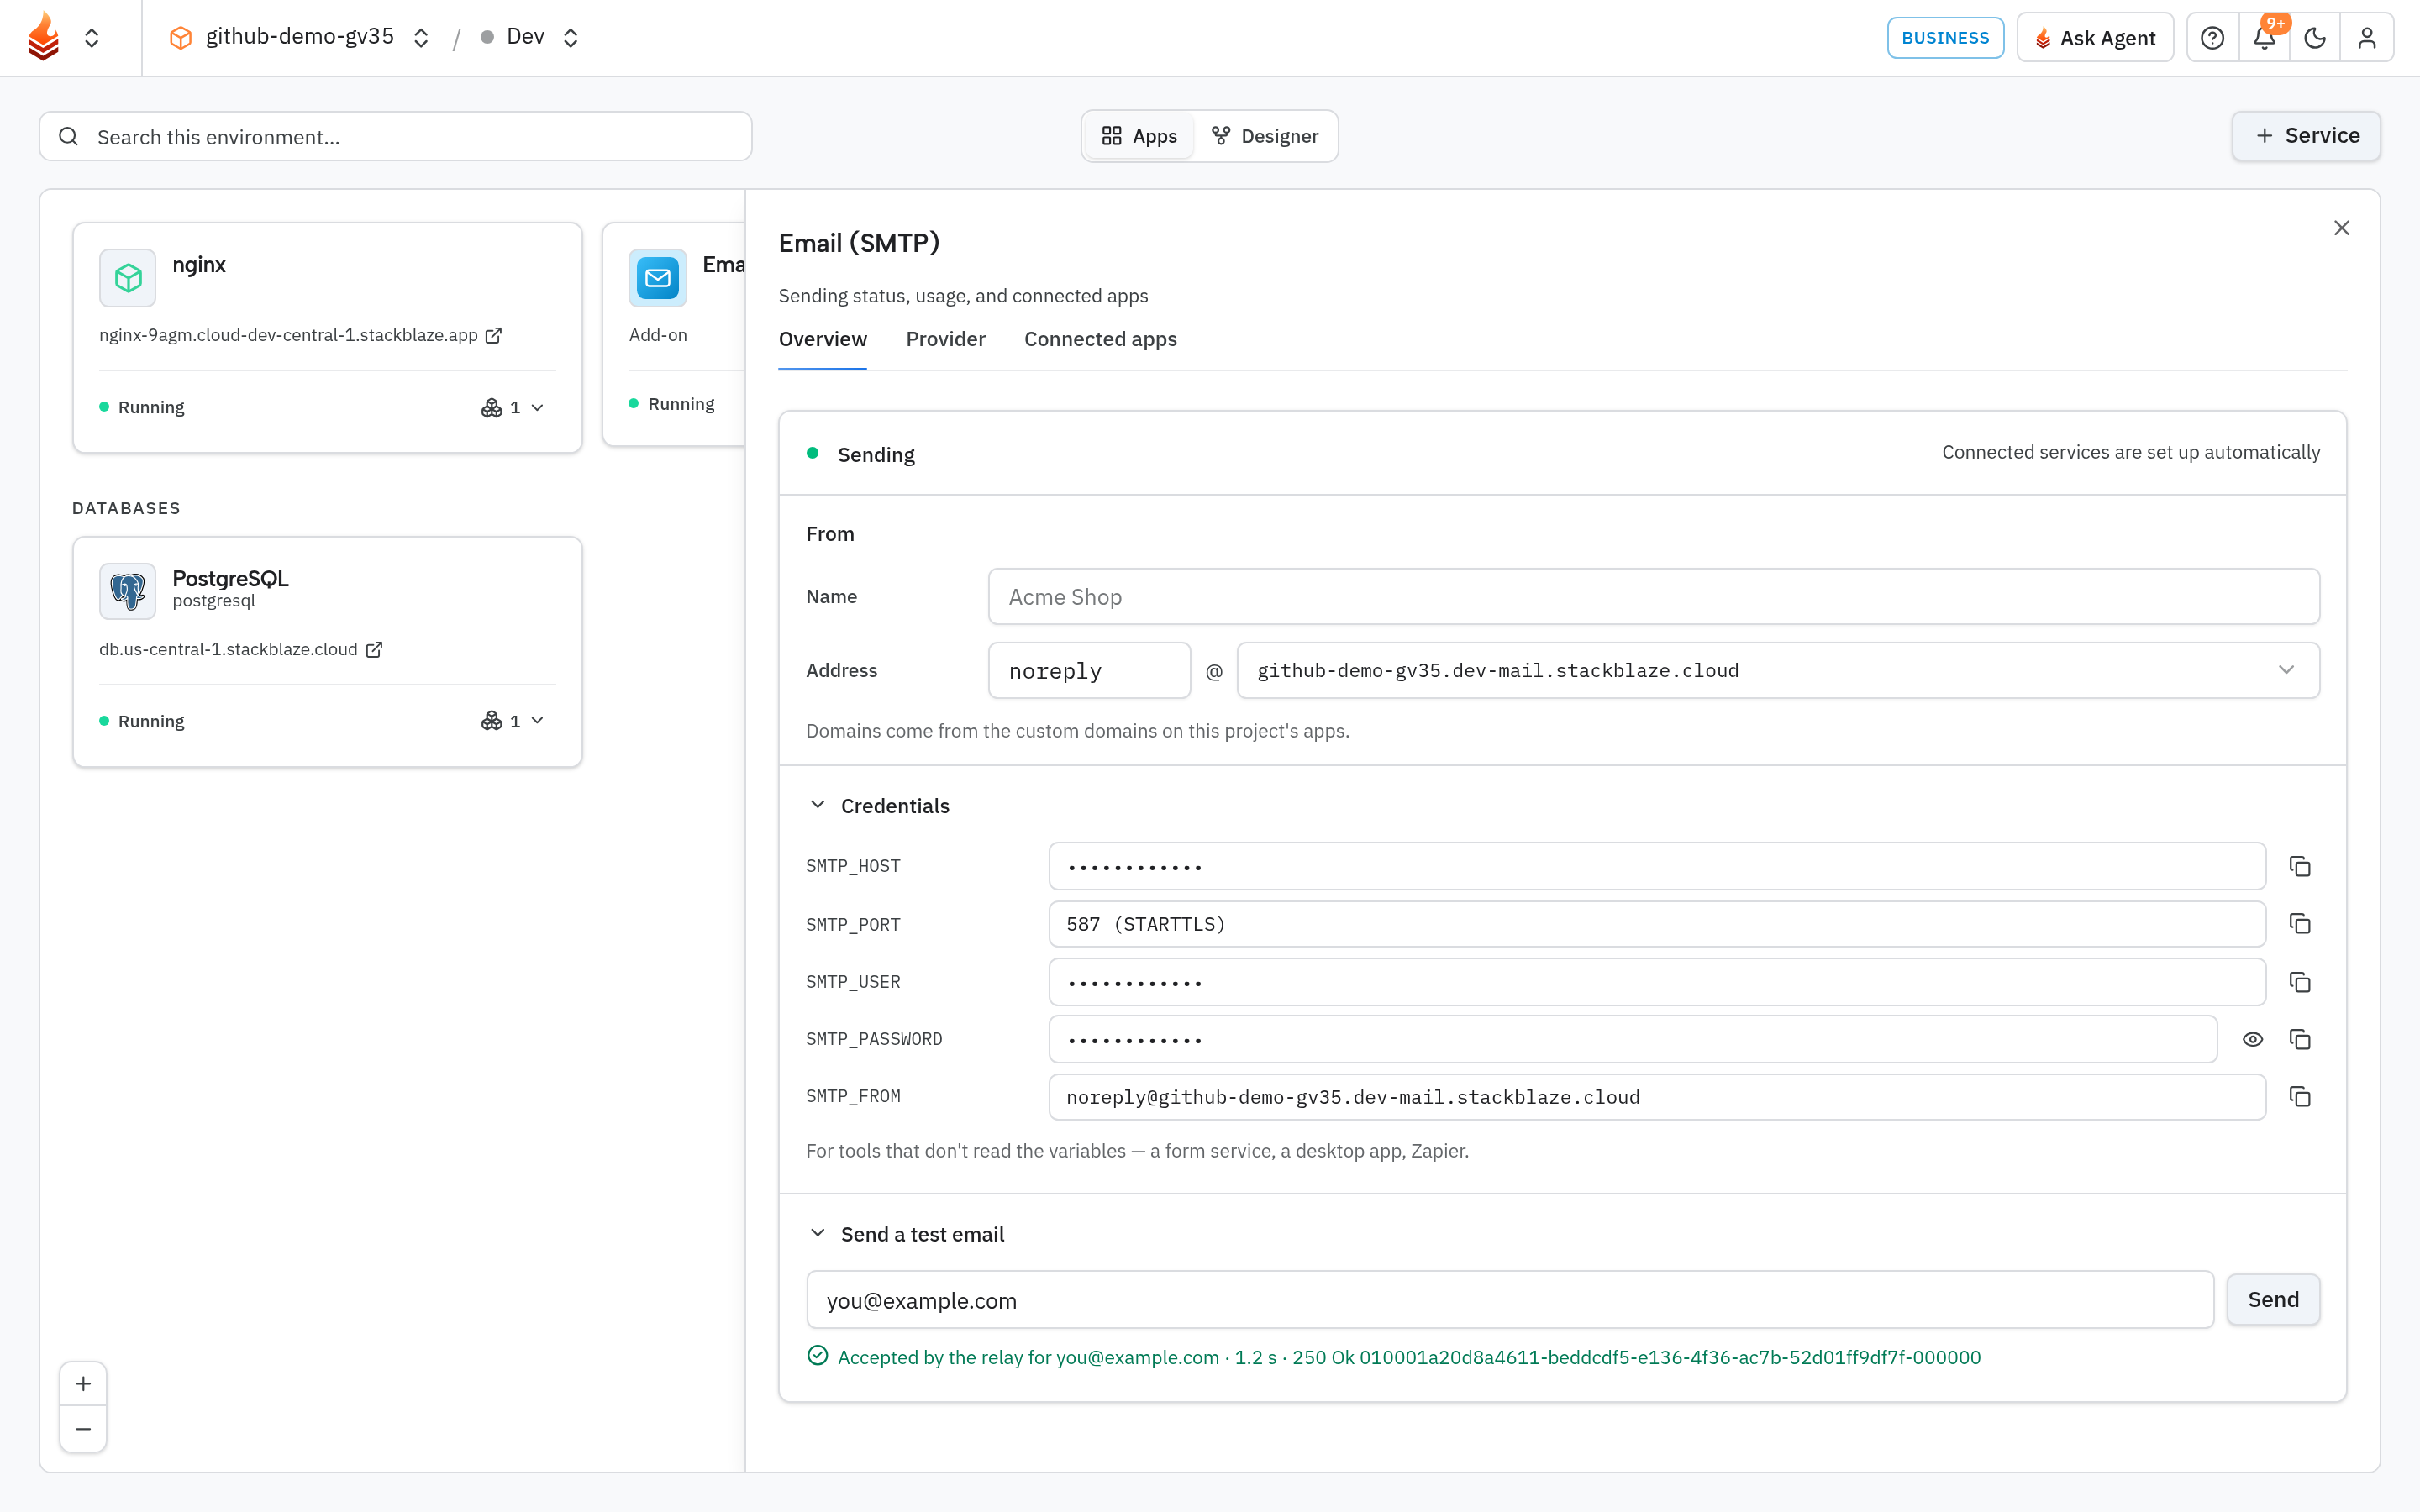 github-demo-gv35 / Dev
BUSINESS
Ask Agent
9+
Search this environment...
Apps
Designer
+ Service
nginx
nginx-9agm.cloud-dev-central-1.stackblaze.app
Running
1
Ema
Add-on
Running
DATABASES
PostgreSQL
postgresql
db.us-central-1.stackblaze.cloud
Running
1
Email (SMTP)
Sending status, usage, and connected apps
Overview
Provider
Connected apps
Sending
Connected services are set up automatically
From
Name
Acme Shop
Address
noreply @ github-demo-gv35.dev-mail.stackblaze.cloud
Domains come from the custom domains on this project's apps.
Credentials
SMTP_HOST
••••••••••••
SMTP_PORT
587 (STARTTLS)
SMTP_USER
••••••••••••
SMTP_PASSWORD
••••••••••••
SMTP_FROM
noreply@github-demo-gv35.dev-mail.stackblaze.cloud
For tools that don't read the variables — a form service, a desktop app, Zapier.
Send a test email
you@example.com
Send
Accepted by the relay for you@example.com · 1.2 s · 250 Ok 010001a20d8a4611-beddcdf5-e136-4f36-ac7b-52d01ff9df7f-000000